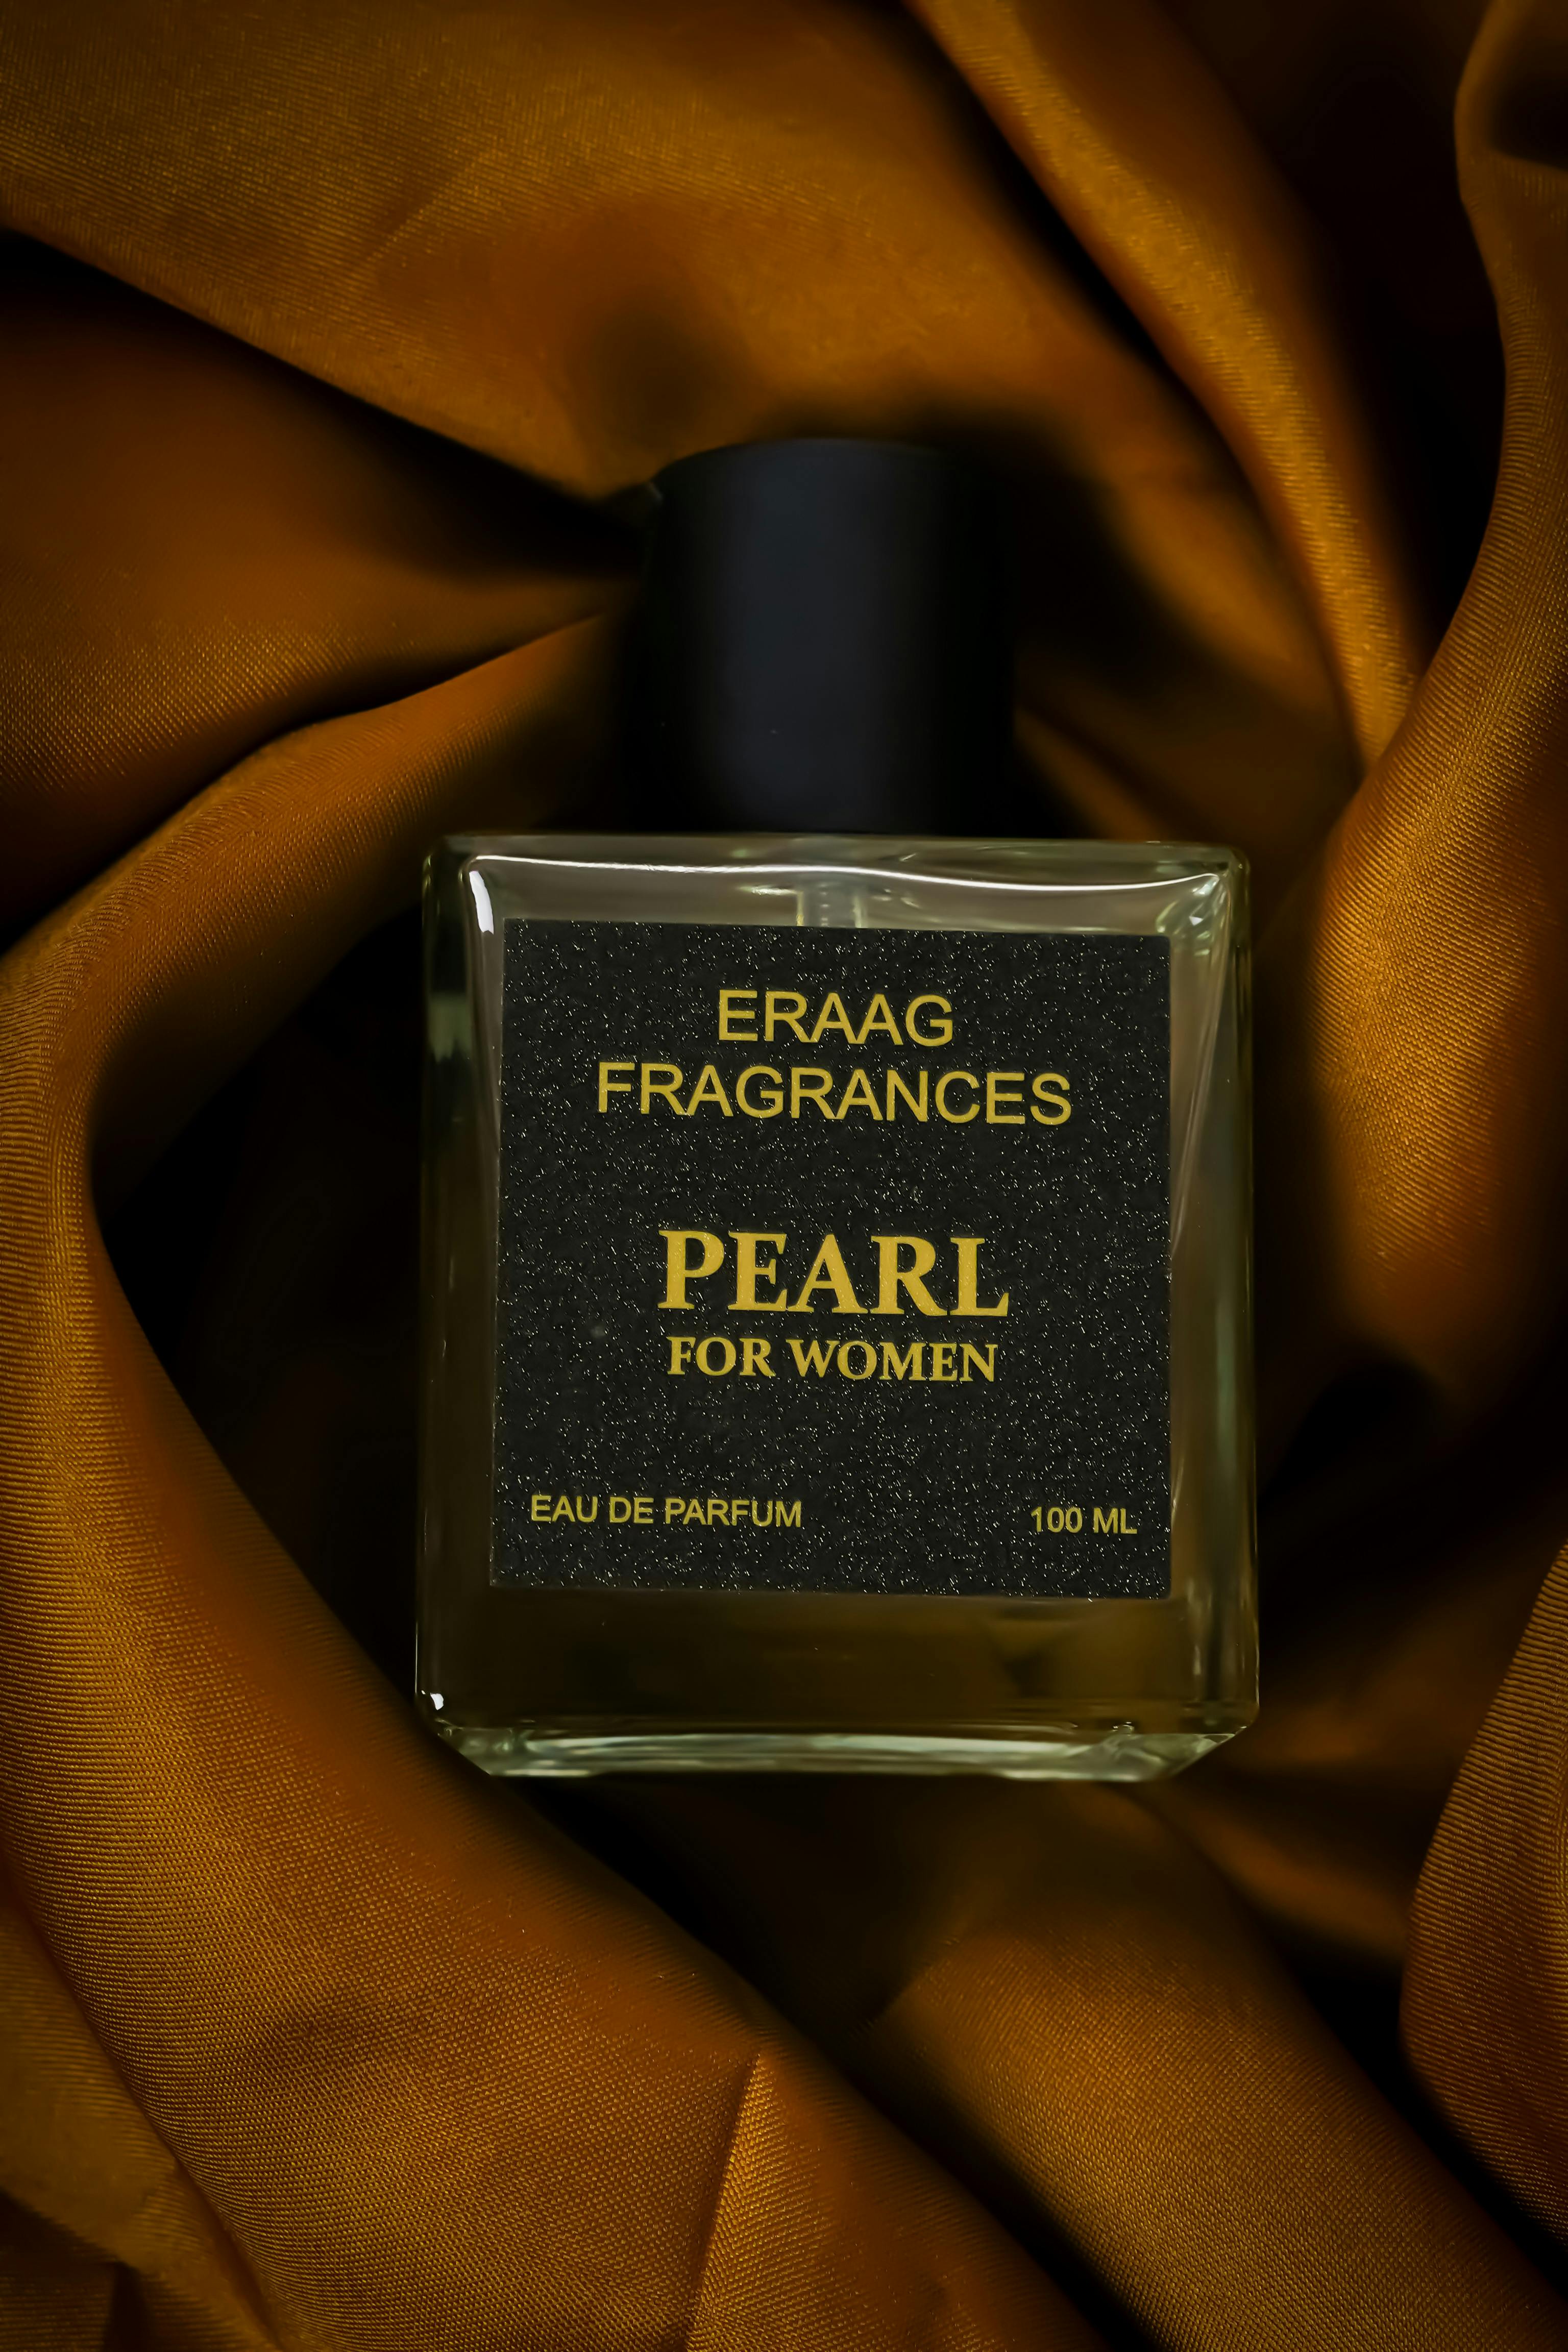 ERAAG
FRAGRANCES
PEARL
FOR WOMEN
EAU DE PARFUM 100 ML